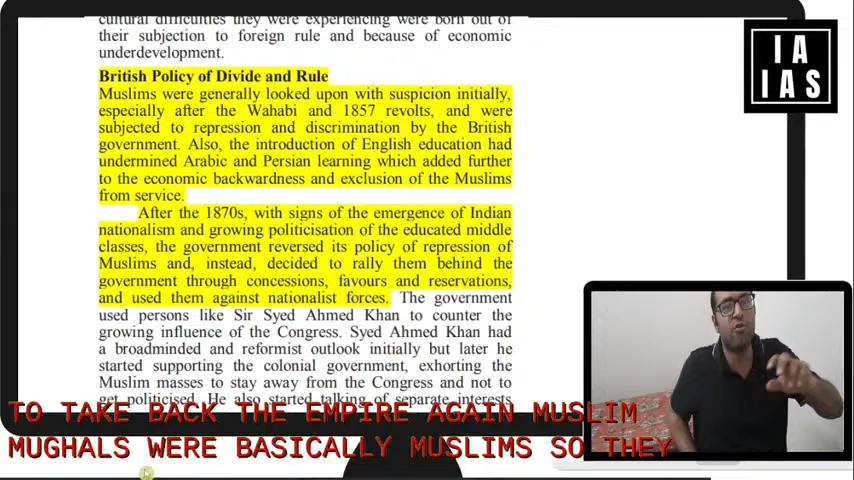 cultural difficulties they were experiencing were born out of
their subjection to foreign rule and because of economic
underdevelopment.
British Policy of Divide and Rule
Muslims were generally looked upon with suspicion initially,
especially after the Wahabi and 1857 revolts, and were
subjected to repression and discrimination by the British
government. Also, the introduction of English education had
undermined Arabic and Persian learning which added further
to the economic backwardness and exclusion of the Muslims
from service.
After the 1870s, with signs of the emergence of Indian
nationalism and growing politicisation of the educated middle
classes, the government reversed its policy of repression of
Muslims and, instead, decided to rally them behind the
government through concessions, favours and reservations,
and used them against nationalist forces. The government
used persons like Sir Syed Ahmed Khan to counter the
growing influence of the Congress. Syed Ahmed Khan had
a broadminded and reformist outlook initially but later he
started supporting the colonial government, exhorting the
Muslim masses to stay away from the Congress and not to
get politicised. He also started talking of separate interests
TO TAKE BACK THE EMPIRE AGAIN MUSLIM
MUGHALS WERE BASICALLY MUSLIMS SO THEY
IA
IAS